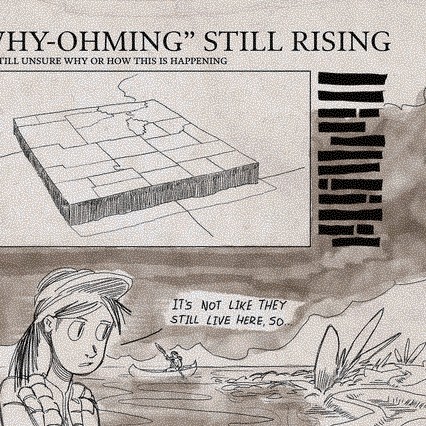 WHY-OHMING” STILL RISING
TILL UNSURE WHY OR HOW THIS IS HAPPENING
IT'S NOT LIKE THEY
STILL LIVE HERE, SO...